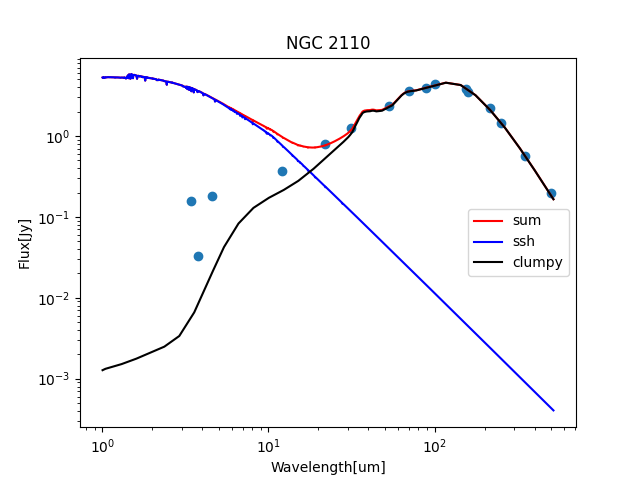 NGC 2110
Flux[Jy]
10⁰
10⁻¹
10⁻²
10⁻³
sum
ssh
clumpy
10⁰
10¹
10²
Wavelength[um]